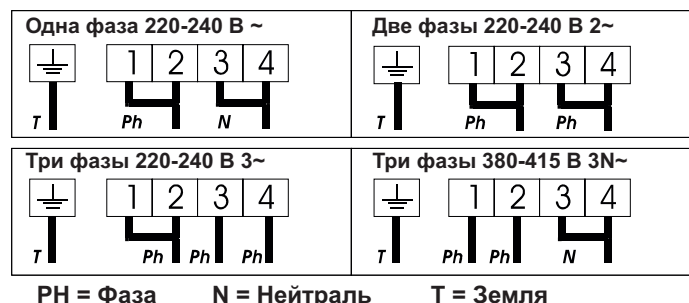 Одна фаза 220-240 В ~
1 2 3 4
T Ph N
Две фазы 220-240 В 2~
1 2 3 4
T Ph Ph
Три фазы 220-240 В 3~
1 2 3 4
T Ph Ph Ph
Три фазы 380-415 В 3N~
1 2 3 4
T Ph Ph N
PH = Фаза N = Нейтраль T = Земля